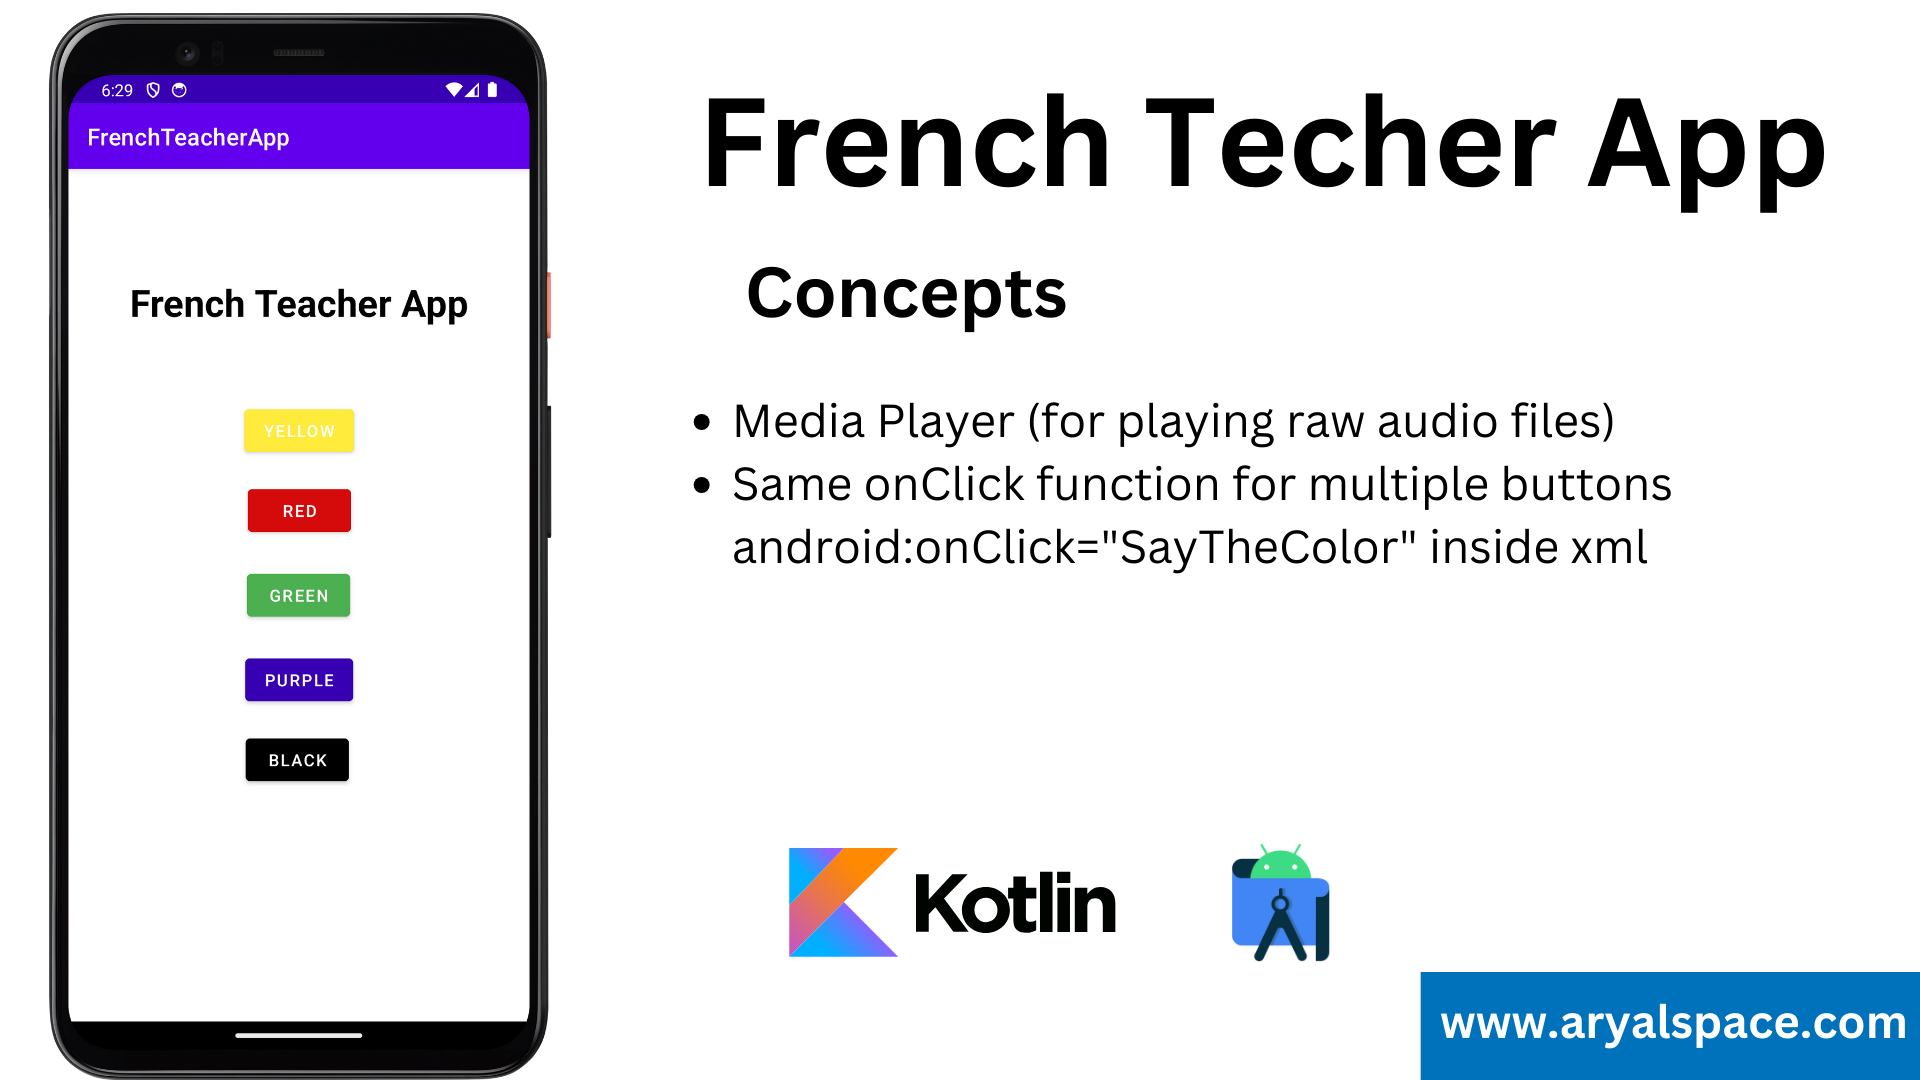 6:29
FrenchTeacherApp
French Teacher App
YELLOW
RED
GREEN
PURPLE
BLACK
French Techer App
Concepts
• Media Player (for playing raw audio files)
• Same onClick function for multiple buttons
android:onClick="SayTheColor" inside xml
Kotlin
www.aryalspace.com